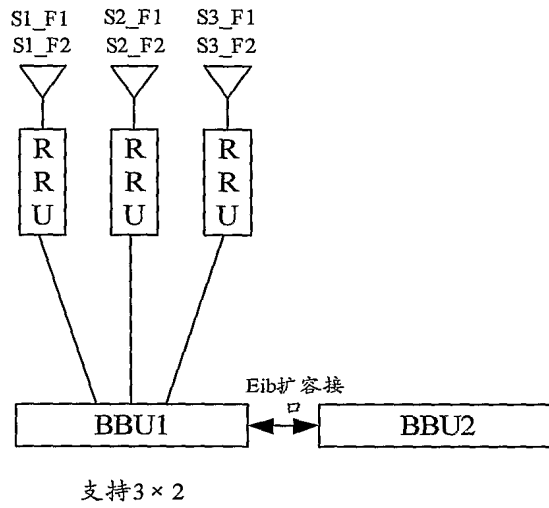 S1_F1 S2_F1 S3_F1
S1_F2 S2_F2 S3_F2
R R R
R R R
U U U
Eib扩容接
口
BBU1 BBU2
支持3×2